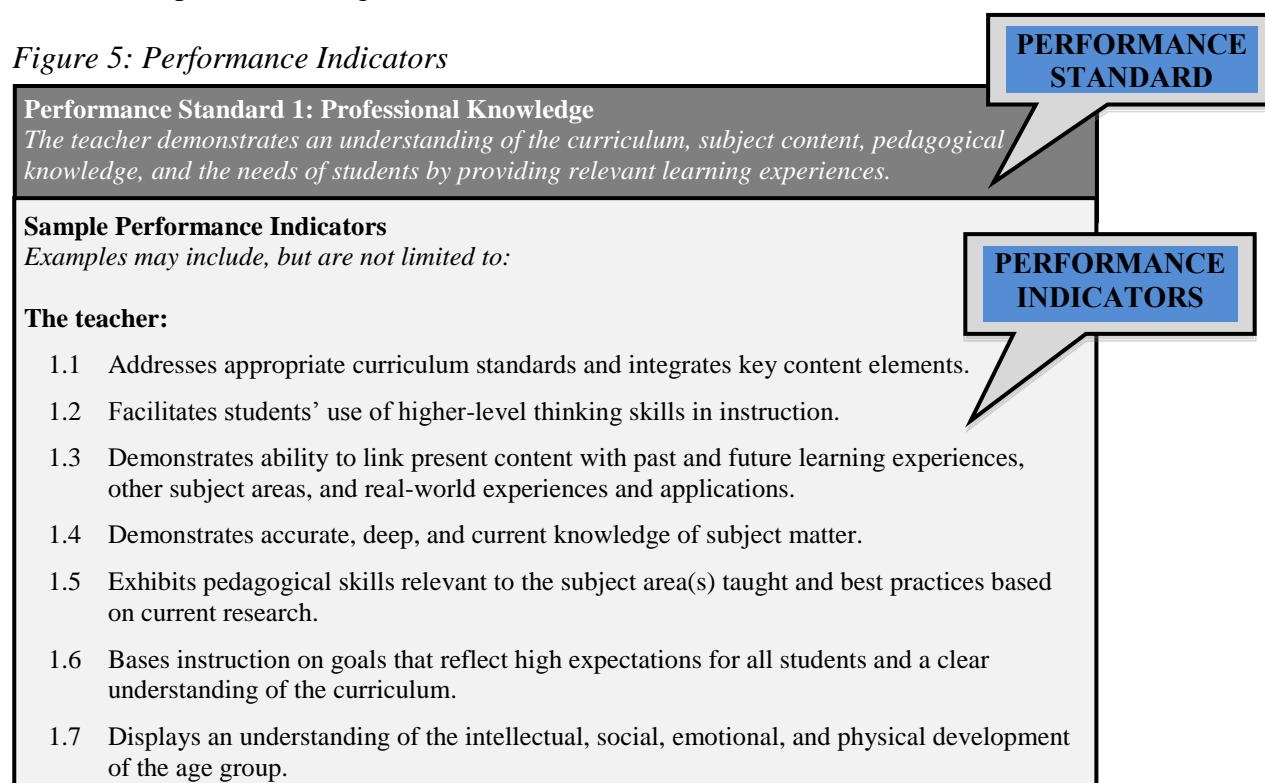 Figure 5: Performance Indicators
PERFORMANCE
STANDARD
Performance Standard 1: Professional Knowledge
The teacher demonstrates an understanding of the curriculum, subject content, pedagogical
knowledge, and the needs of students by providing relevant learning experiences.
Sample Performance Indicators
Examples may include, but are not limited to:
PERFORMANCE
INDICATORS
The teacher:
1.1 Addresses appropriate curriculum standards and integrates key content elements.
1.2 Facilitates students’ use of higher-level thinking skills in instruction.
1.3 Demonstrates ability to link present content with past and future learning experiences,
other subject areas, and real-world experiences and applications.
1.4 Demonstrates accurate, deep, and current knowledge of subject matter.
1.5 Exhibits pedagogical skills relevant to the subject area(s) taught and best practices based
on current research.
1.6 Bases instruction on goals that reflect high expectations for all students and a clear
understanding of the curriculum.
1.7 Displays an understanding of the intellectual, social, emotional, and physical development
of the age group.